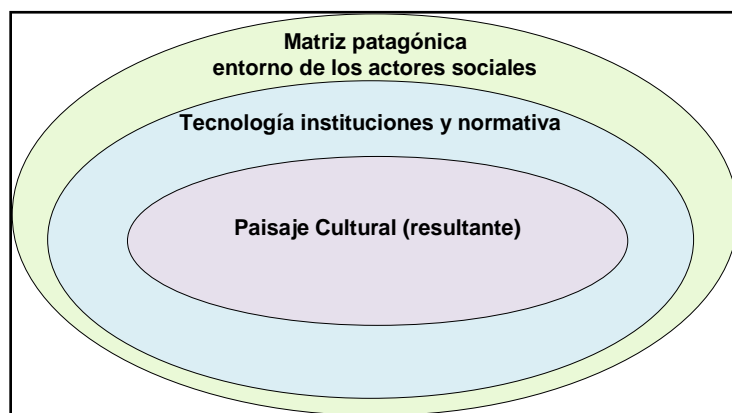 Matriz patagónica
entorno de los actores sociales
Tecnología instituciones y normativa
Paisaje Cultural (resultante)